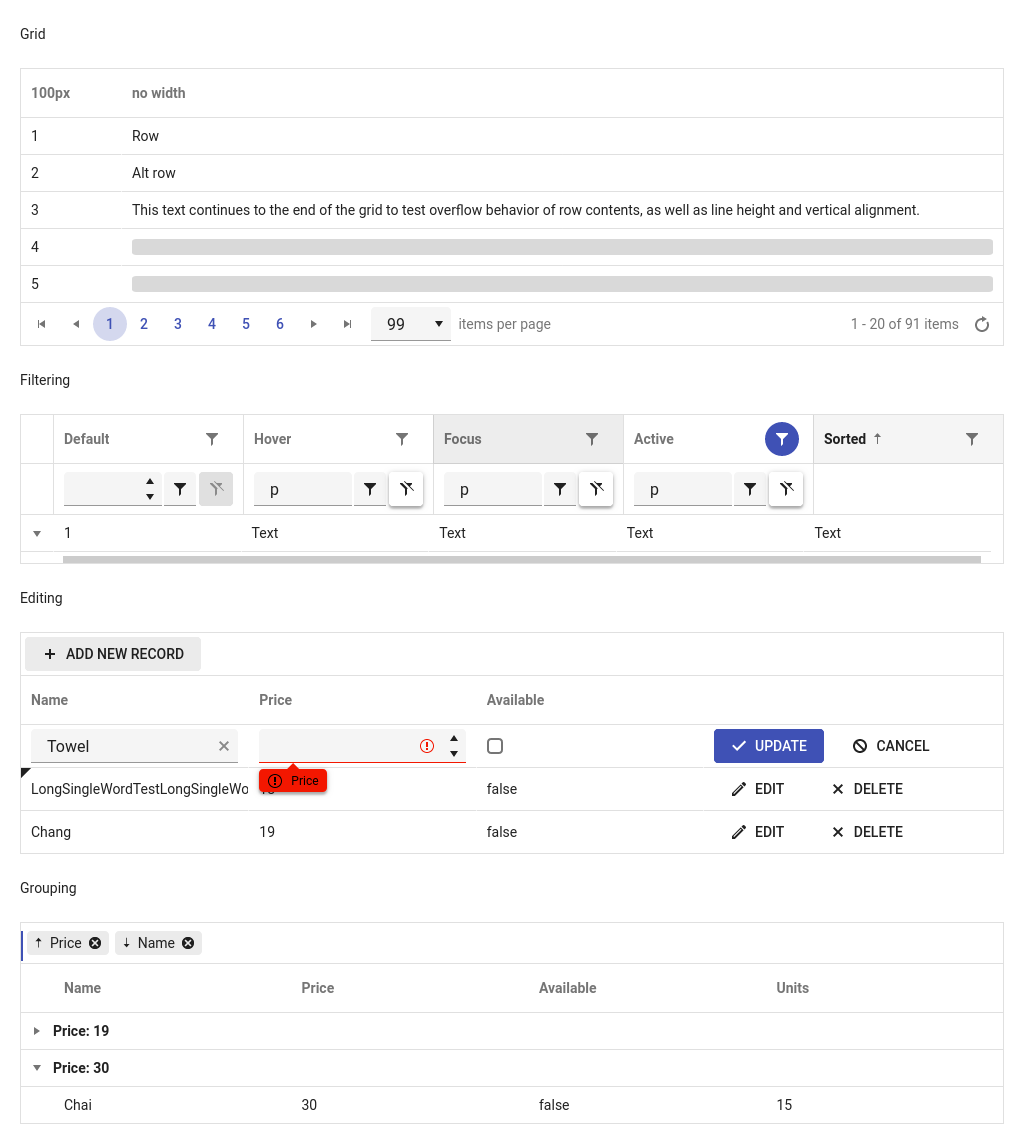 Grid
100px no width
1 Row
2 Alt row
3 This text continues to the end of the grid to test overflow behavior of row contents, as well as line height and vertical alignment.
4
5
1 2 3 4 5 6 99 items per page 1 - 20 of 91 items
Filtering
Default Hover Focus Active Sorted
p p p
1 Text Text Text Text
Editing
ADD NEW RECORD
Name Price Available
Towel UPDATE CANCEL
Price
LongSingleWordTestLongSingleWo false EDIT DELETE
Chang 19 false EDIT DELETE
Grouping
Price Name
Name Price Available Units
Price: 19
Price: 30
Chai 30 false 15